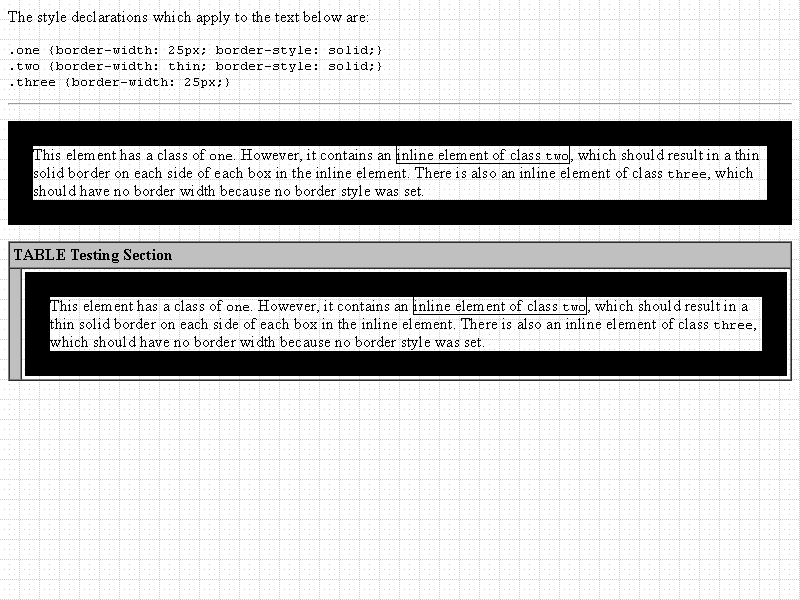 The style declarations which apply to the text below are:
.one {border-width: 25px; border-style: solid;}
.two {border-width: thin; border-style: solid;}
.three {border-width: 25px;}
This element has a class of one. However, it contains an inline element of class two, which should result in a thin
solid border on each side of each box in the inline element. There is also an inline element of class three, which
should have no border width because no border style was set.
TABLE Testing Section
This element has a class of one. However, it contains an inline element of class two, which should result in a
thin solid border on each side of each box in the inline element. There is also an inline element of class three,
which should have no border width because no border style was set.